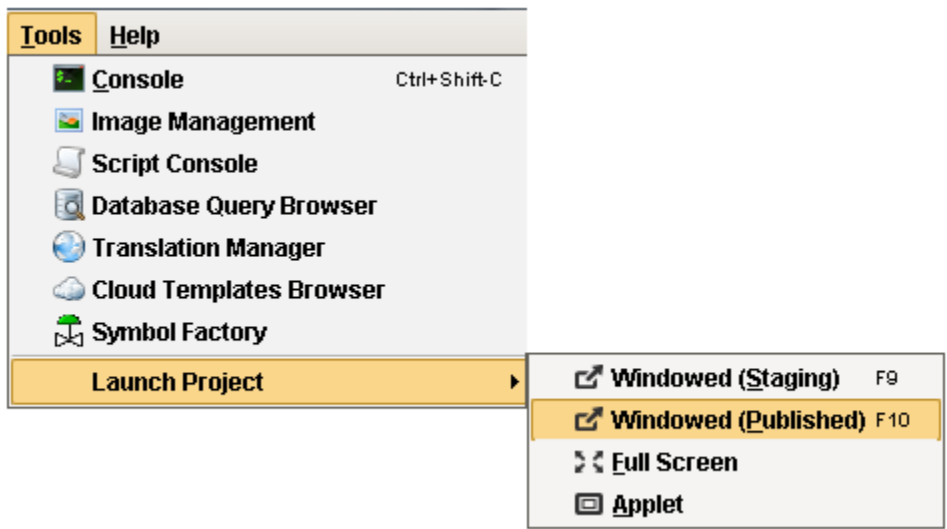 Tools Help
Console Ctrl+Shift-C
Image Management
Script Console
Database Query Browser
Translation Manager
Cloud Templates Browser
Symbol Factory
Launch Project
Windowed (Staging) F9
Windowed (Published) F10
Full Screen
Applet